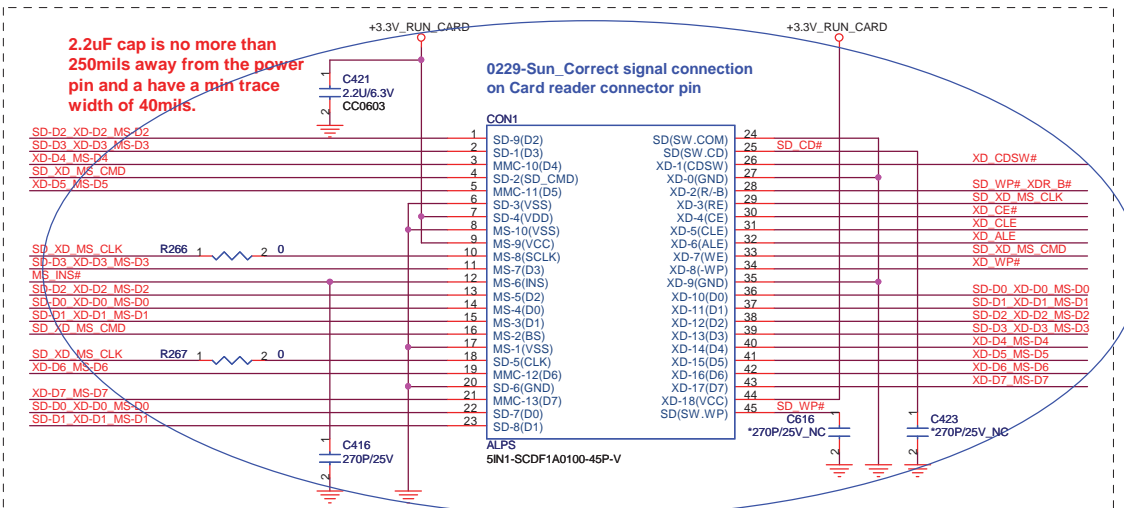 +3.3V_RUN_CARD
+3.3V_RUN_CARD
2.2uF cap is no more than
250mils away from the power
pin and a have a min trace
width of 40mils.
1
C421
2.2U/6.3V
CC0603
2
0229-Sun_Correct signal connection
on Card reader connector pin
CON1
SD-D2_XD-D2_MS-D2 1 SD-9(D2)
SD-D3_XD-D3_MS-D3 2 SD-1(D3)
XD-D4_MS-D4 3 MMC-10(D4)
SD_XD_MS_CMD 4 SD-2(SD_CMD)
XD-D5_MS-D5 5 MMC-11(D5)
6 SD-3(VSS)
7 SD-4(VDD)
8 MS-10(VSS)
9 MS-9(VCC)
SD_XD_MS_CLK R266 1 2 0 10 MS-8(SCLK)
SD-D3_XD-D3_MS-D3 11 MS-7(D3)
MS_INS# 12 MS-6(INS)
SD-D2_XD-D2_MS-D2 13 MS-5(D2)
SD-D0_XD-D0_MS-D0 14 MS-4(D0)
SD-D1_XD-D1_MS-D1 15 MS-3(D1)
SD_XD_MS_CMD 16 MS-2(BS)
17 MS-1(VSS)
SD_XD_MS_CLK R267 1 2 0 18 SD-5(CLK)
XD-D6_MS-D6 19 MMC-12(D6)
20 SD-6(GND)
XD-D7_MS-D7 21 MMC-13(D7)
SD-D0_XD-D0_MS-D0 22 SD-7(D0)
SD-D1_XD-D1_MS-D1 23 SD-8(D1)
SD(SW.COM) 24
SD(SW.CD) 25 SD_CD#
XD-1(CDSW) 26 XD_CDSW#
XD-0(GND) 27
XD-2(R/-B) 28 SD_WP#_XDR_B#
XD-3(RE) 29 SD_XD_MS_CLK
XD-4(CE) 30 XD_CE#
XD-5(CLE) 31 XD_CLE
XD-6(ALE) 32 XD_ALE
XD-7(WE) 33 SD_XD_MS_CMD
XD-8(-WP) 34 XD_WP#
XD-9(GND) 35
XD-10(D0) 36 SD-D0_XD-D0_MS-D0
XD-11(D1) 37 SD-D1_XD-D1_MS-D1
XD-12(D2) 38 SD-D2_XD-D2_MS-D2
XD-13(D3) 39 SD-D3_XD-D3_MS-D3
XD-14(D4) 40 XD-D4_MS-D4
XD-15(D5) 41 XD-D5_MS-D5
XD-16(D6) 42 XD-D6_MS-D6
XD-17(D7) 43 XD-D7_MS-D7
XD-18(VCC) 44
SD(SW.WP) 45 SD_WP#
ALPS
5IN1-SCDF1A0100-45P-V
1
C416
270P/25V
2
1
C616
*270P/25V_NC
2
1
C423
*270P/25V_NC
2